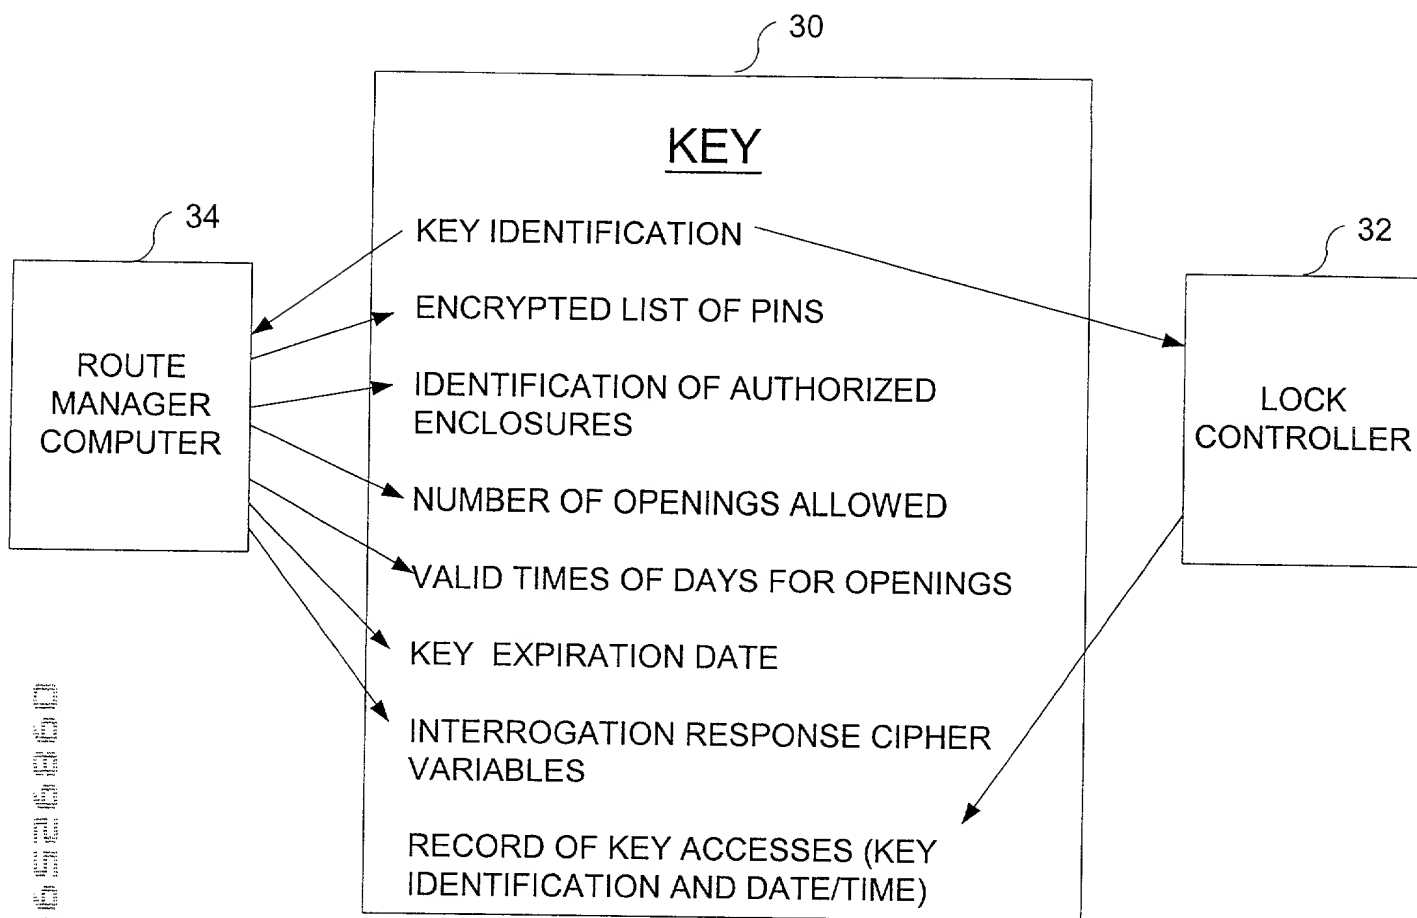 30
KEY
34
KEY IDENTIFICATION
32
ENCRYPTED LIST OF PINS
ROUTE
MANAGER
COMPUTER
IDENTIFICATION OF AUTHORIZED
ENCLOSURES
LOCK
CONTROLLER
NUMBER OF OPENINGS ALLOWED
VALID TIMES OF DAYS FOR OPENINGS
KEY EXPIRATION DATE
INTERROGATION RESPONSE CIPHER
VARIABLES
RECORD OF KEY ACCESSES (KEY
IDENTIFICATION AND DATE/TIME)